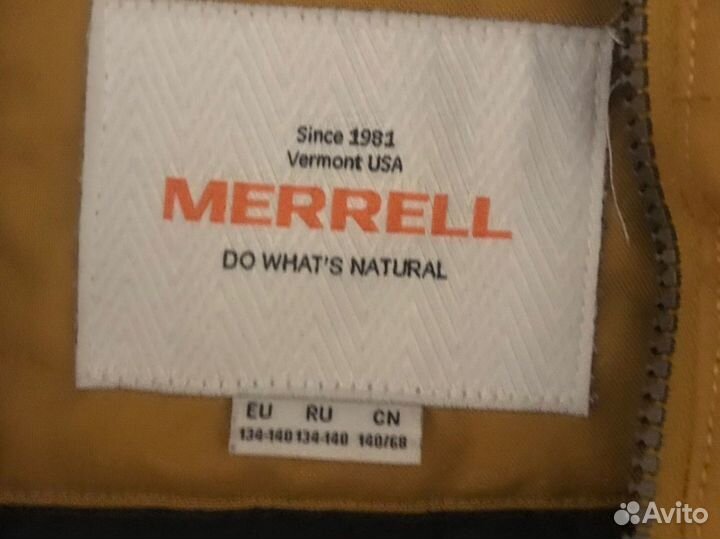 Since 1981
Vermont USA
MERRELL
DO WHAT'S NATURAL
EU RU CN
134-140 134-140 140/68
Avito